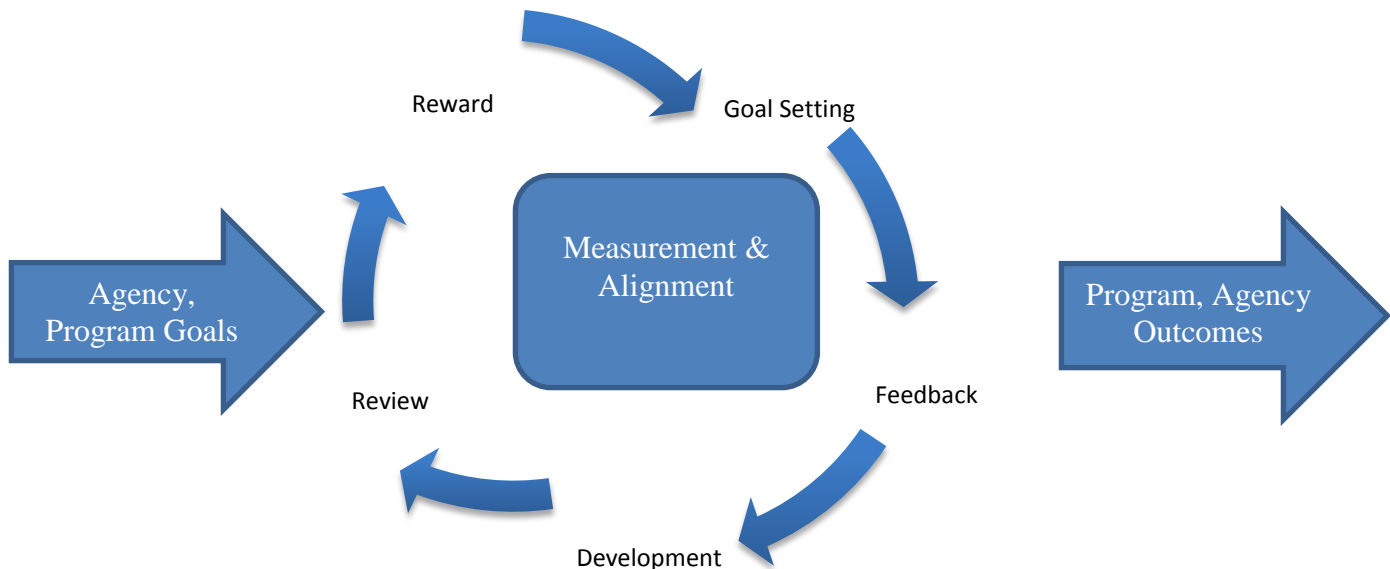 Reward
Goal Setting
Measurement &
Alignment
Agency,
Program Goals
Program, Agency
Outcomes
Review
Feedback
Development